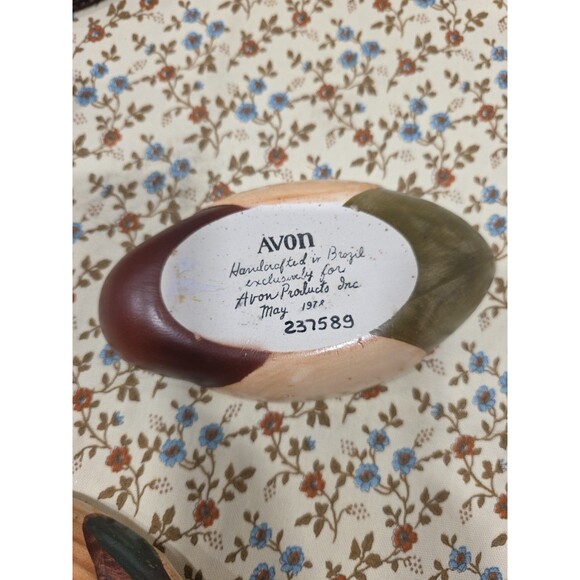 AVON
Handcrafted in Brazil
exclusively for
Avon Products Inc
May 1978
237589